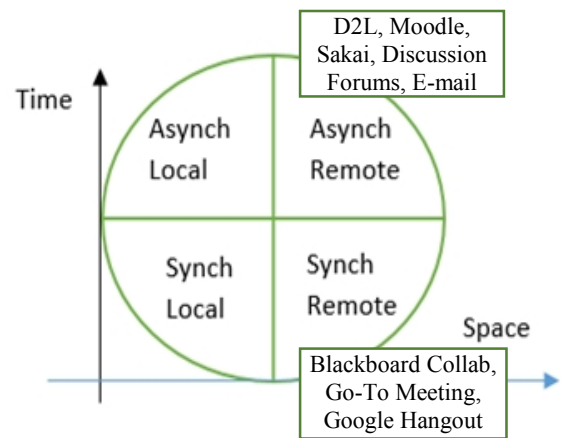 D2L, Moodle,
Sakai, Discussion
Forums, E-mail
Time
Asynch
Local
Asynch
Remote
Synch
Local
Synch
Remote
Space
Blackboard Collab,
Go-To Meeting,
Google Hangout